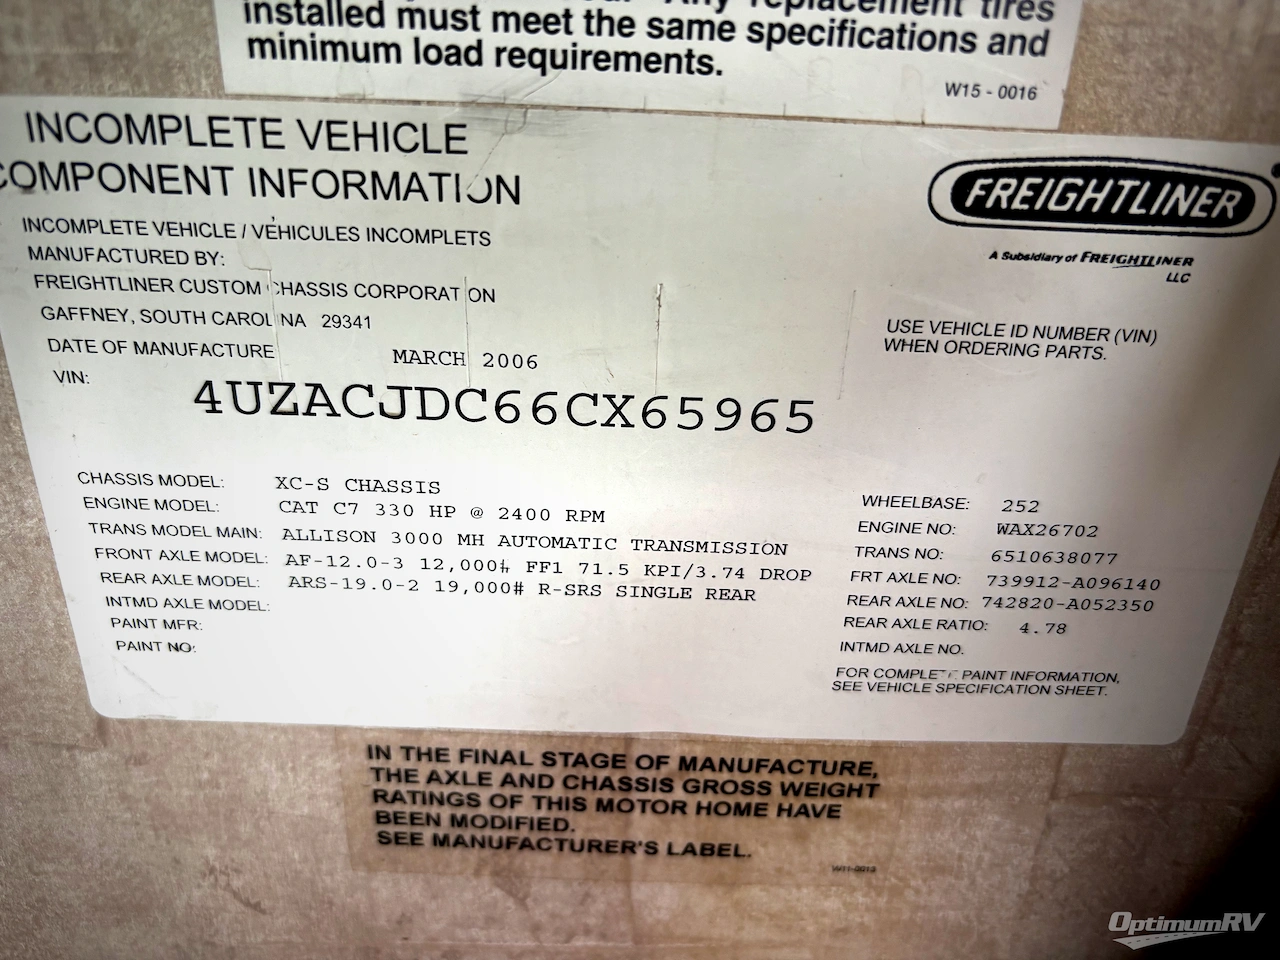 installed must meet the same specifications and
minimum load requirements.
W15 - 0016
INCOMPLETE VEHICLE
COMPONENT INFORMATION
FREIGHTLINER
A Subsidiary of FREIGHTLINER
LLC
INCOMPLETE VEHICLE / VÉHICULES INCOMPLETS
MANUFACTURED BY:
FREIGHTLINER CUSTOM CHASSIS CORPORATION
GAFFNEY, SOUTH CAROLINA 29341
DATE OF MANUFACTURE MARCH 2006
USE VEHICLE ID NUMBER (VIN)
WHEN ORDERING PARTS.
VIN:
4UZACJDC66CX65965
CHASSIS MODEL: XC-S CHASSIS
ENGINE MODEL: CAT C7 330 HP @ 2400 RPM
TRANS MODEL MAIN: ALLISON 3000 MH AUTOMATIC TRANSMISSION
FRONT AXLE MODEL: AF-12.0-3 12,000# FF1 71.5 KPI/3.74 DROP
REAR AXLE MODEL: ARS-19.0-2 19,000# R-SRS SINGLE REAR
INTMD AXLE MODEL:
PAINT MFR:
PAINT NO:
WHEELBASE: 252
ENGINE NO: WAX26702
TRANS NO: 6510638077
FRT AXLE NO: 739912-A096140
REAR AXLE NO: 742820-A052350
REAR AXLE RATIO: 4.78
INTMD AXLE NO.
FOR COMPLETE PAINT INFORMATION,
SEE VEHICLE SPECIFICATION SHEET.
IN THE FINAL STAGE OF MANUFACTURE,
THE AXLE AND CHASSIS GROSS WEIGHT
RATINGS OF THIS MOTOR HOME HAVE
BEEN MODIFIED.
SEE MANUFACTURER'S LABEL.
W11-0013
OptimumRV